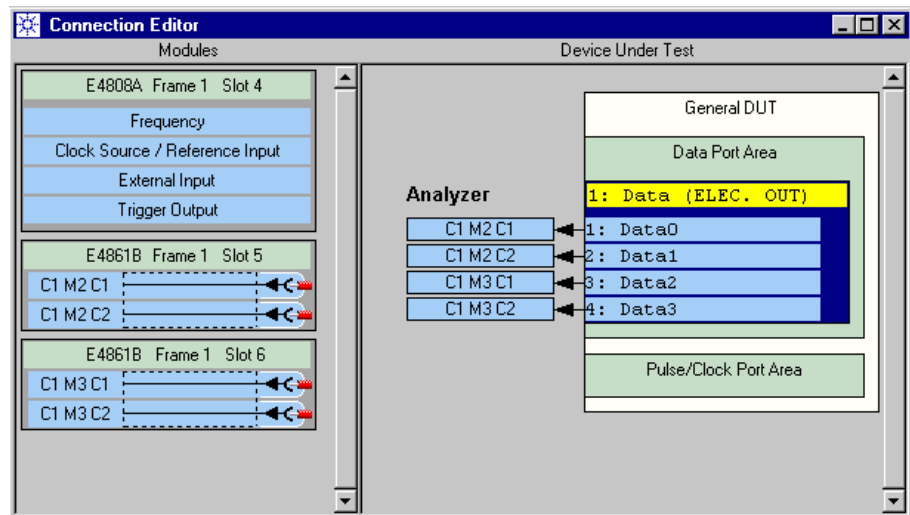 Connection Editor
Modules
Device Under Test
E4808A Frame 1 Slot 4
Frequency
Clock Source / Reference Input
External Input
Trigger Output
E4861B Frame 1 Slot 5
C1 M2 C1
C1 M2 C2
E4861B Frame 1 Slot 6
C1 M3 C1
C1 M3 C2
General DUT
Data Port Area
Analyzer
1: Data (ELEC. OUT)
C1 M2 C1
1: Data0
C1 M2 C2
2: Data1
C1 M3 C1
3: Data2
C1 M3 C2
4: Data3
Pulse/Clock Port Area